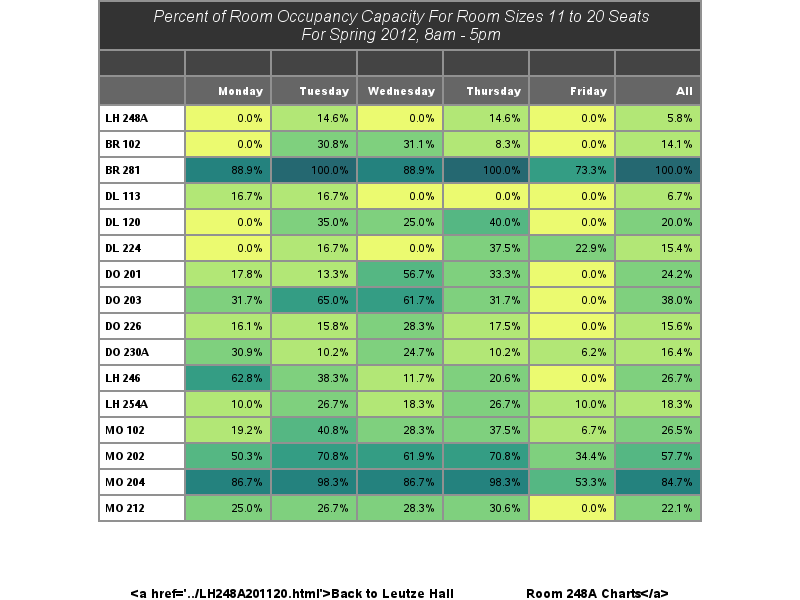 Percent of Room Occupancy Capacity For Room Sizes 11 to 20 Seats
For Spring 2012, 8am - 5pm
Monday Tuesday Wednesday Thursday Friday All
LH 248A 0.0% 14.6% 0.0% 14.6% 0.0% 5.8%
BR 102 0.0% 30.8% 31.1% 8.3% 0.0% 14.1%
BR 281 88.9% 100.0% 88.9% 100.0% 73.3% 100.0%
DL 113 16.7% 16.7% 0.0% 0.0% 0.0% 6.7%
DL 120 0.0% 35.0% 25.0% 40.0% 0.0% 20.0%
DL 224 0.0% 16.7% 0.0% 37.5% 22.9% 15.4%
DO 201 17.8% 13.3% 56.7% 33.3% 0.0% 24.2%
DO 203 31.7% 65.0% 61.7% 31.7% 0.0% 38.0%
DO 226 16.1% 15.8% 28.3% 17.5% 0.0% 15.6%
DO 230A 30.9% 10.2% 24.7% 10.2% 6.2% 16.4%
LH 246 62.8% 38.3% 11.7% 20.6% 0.0% 26.7%
LH 254A 10.0% 26.7% 18.3% 26.7% 10.0% 18.3%
MO 102 19.2% 40.8% 28.3% 37.5% 6.7% 26.5%
MO 202 50.3% 70.8% 61.9% 70.8% 34.4% 57.7%
MO 204 86.7% 98.3% 86.7% 98.3% 53.3% 84.7%
MO 212 25.0% 26.7% 28.3% 30.6% 0.0% 22.1%
<a href='../LH248A201120.html'>Back to Leutze Hall Room 248A Charts</a>